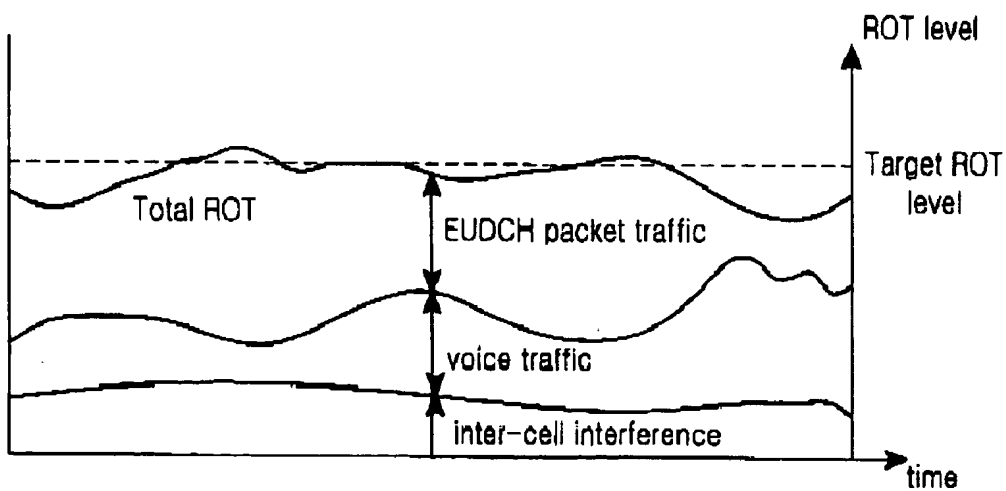 ROT level
Target ROT
level
Total ROT
EUDCH packet traffic
voice traffic
inter-cell interference
time